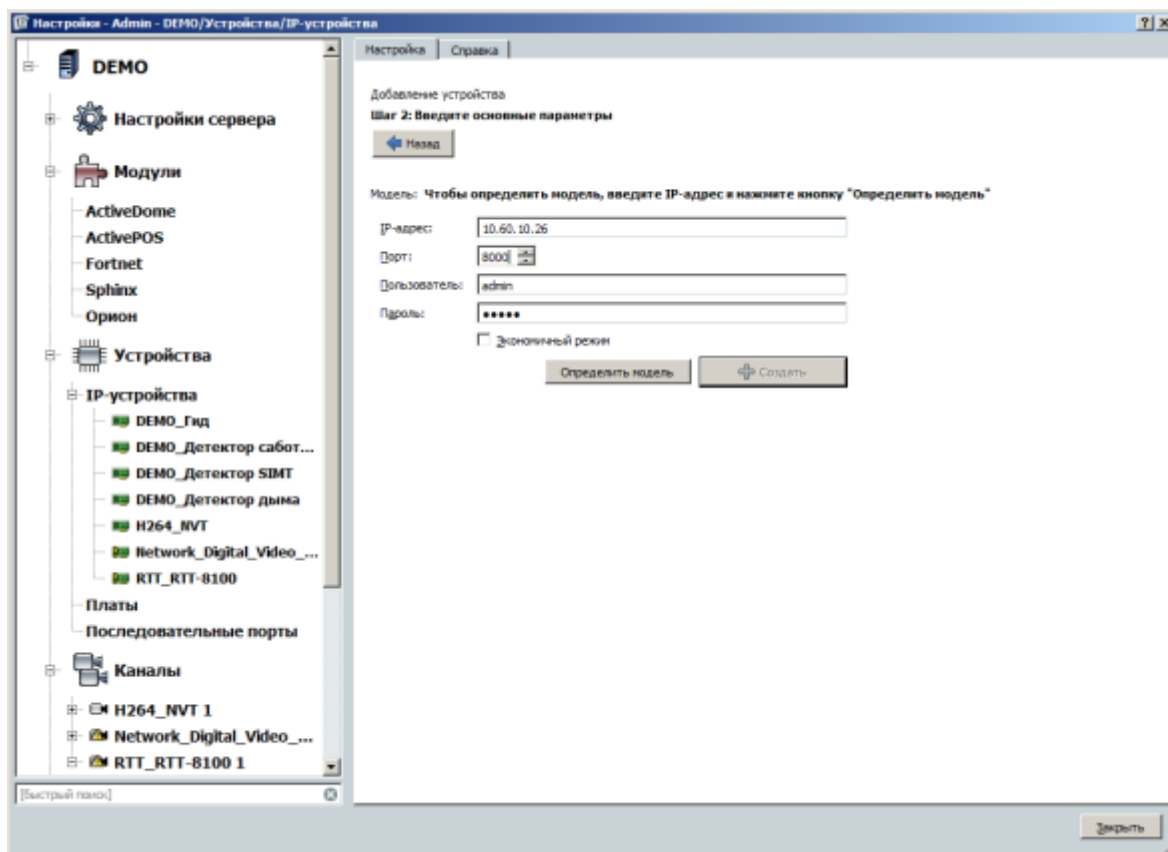 Настройки - Admin - DEMO/Устройства/IP-устройства
DEMO
Настройки сервера
Модули
ActiveDome
ActivePOS
Fortnet
Sphinx
Орион
Устройства
IP-устройства
DEMO_Гид
DEMO_Детектор сабот...
DEMO_Детектор SIMT
DEMO_Детектор дыма
H264_NVT
Network_Digital_Video_...
RTT_RTT-8100
Платы
Последовательные порты
Каналы
H264_NVT 1
Network_Digital_Video_...
RTT_RTT-8100 1
[Быстрый поиск]
Настройка
Справка
Добавление устройства
Шаг 2: Введите основные параметры
Назад
Модель: Чтобы определить модель, введите IP-адрес и нажмите кнопку "Определить модель"
IP-адрес: 10.60.10.26
Порт: 8000
Пользователь: admin
Пароль: •••••
Экономичный режим
Определить модель
Создать
Закрыть